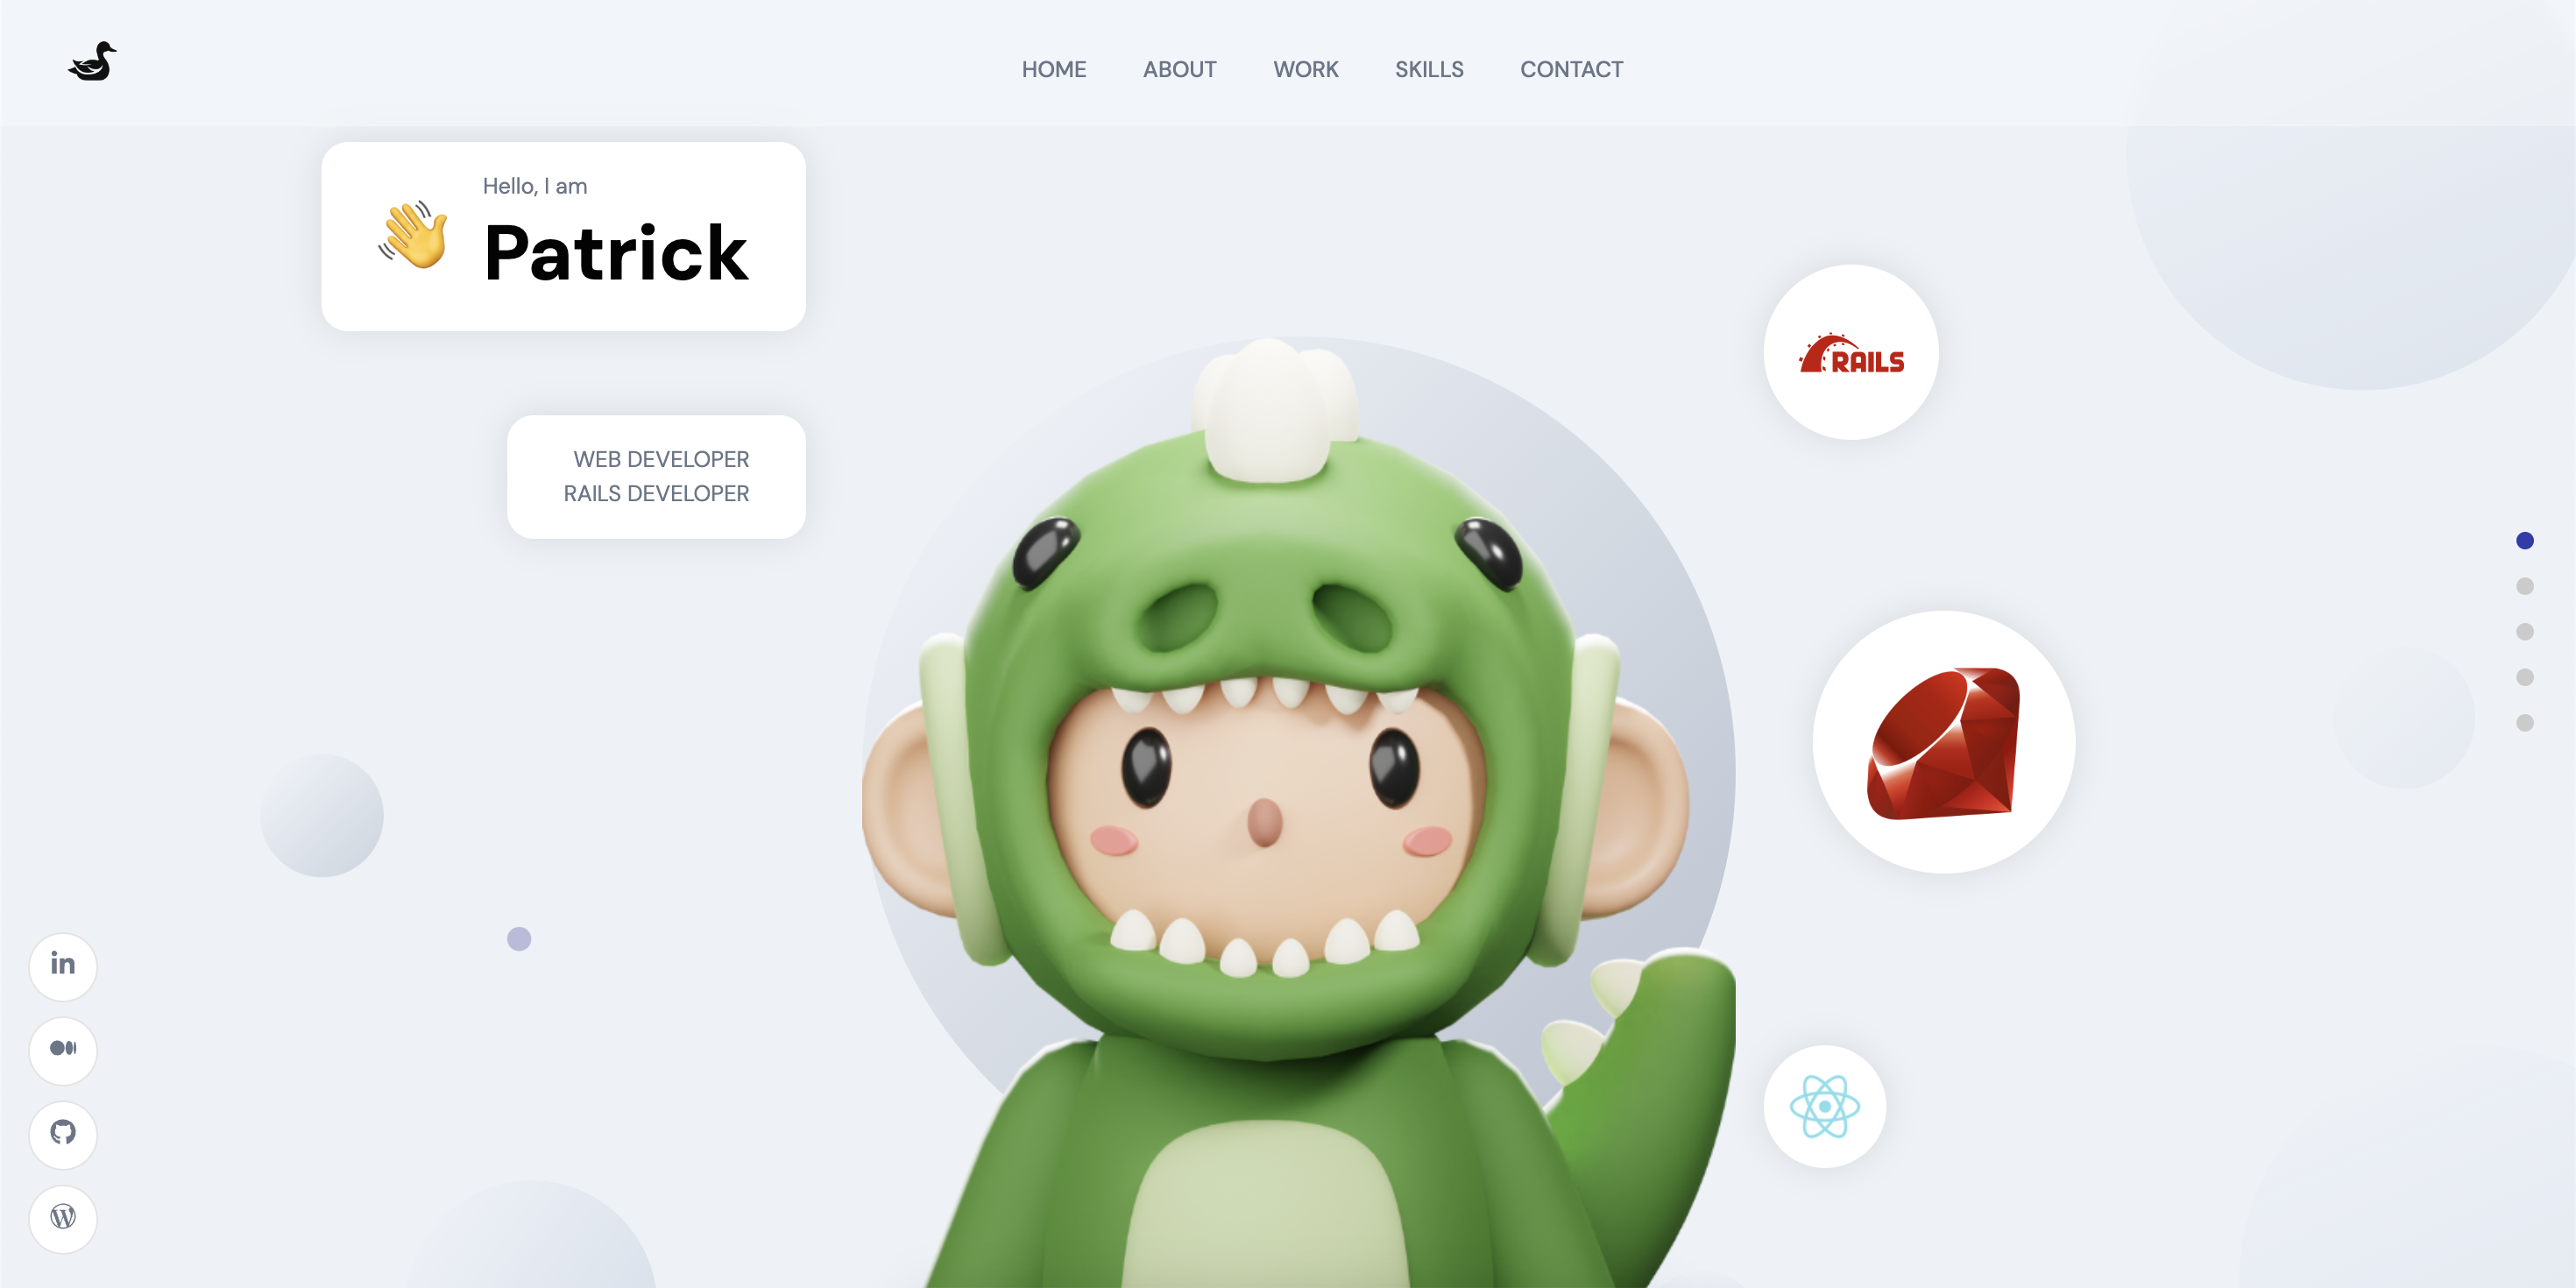 HOME ABOUT WORK SKILLS CONTACT
Hello, I am
Patrick
WEB DEVELOPER
RAILS DEVELOPER
RAILS
in